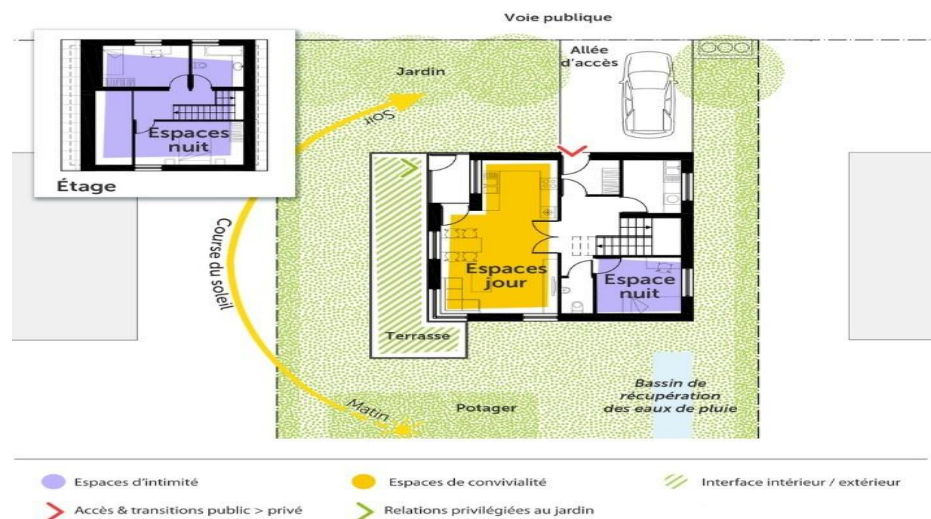 Voie publique
Allée
d'accès
Jardin
Soir
Espaces
nuit
Étage
Course du soleil
Espaces
jour
Espace
nuit
Terrasse
Matin
Potager
Bassin de
récupération
des eaux de pluie
Espaces d'intimité
Espaces de convivialité
Interface intérieur / extérieur
Accès & transitions public > privé
Relations privilégiées au jardin